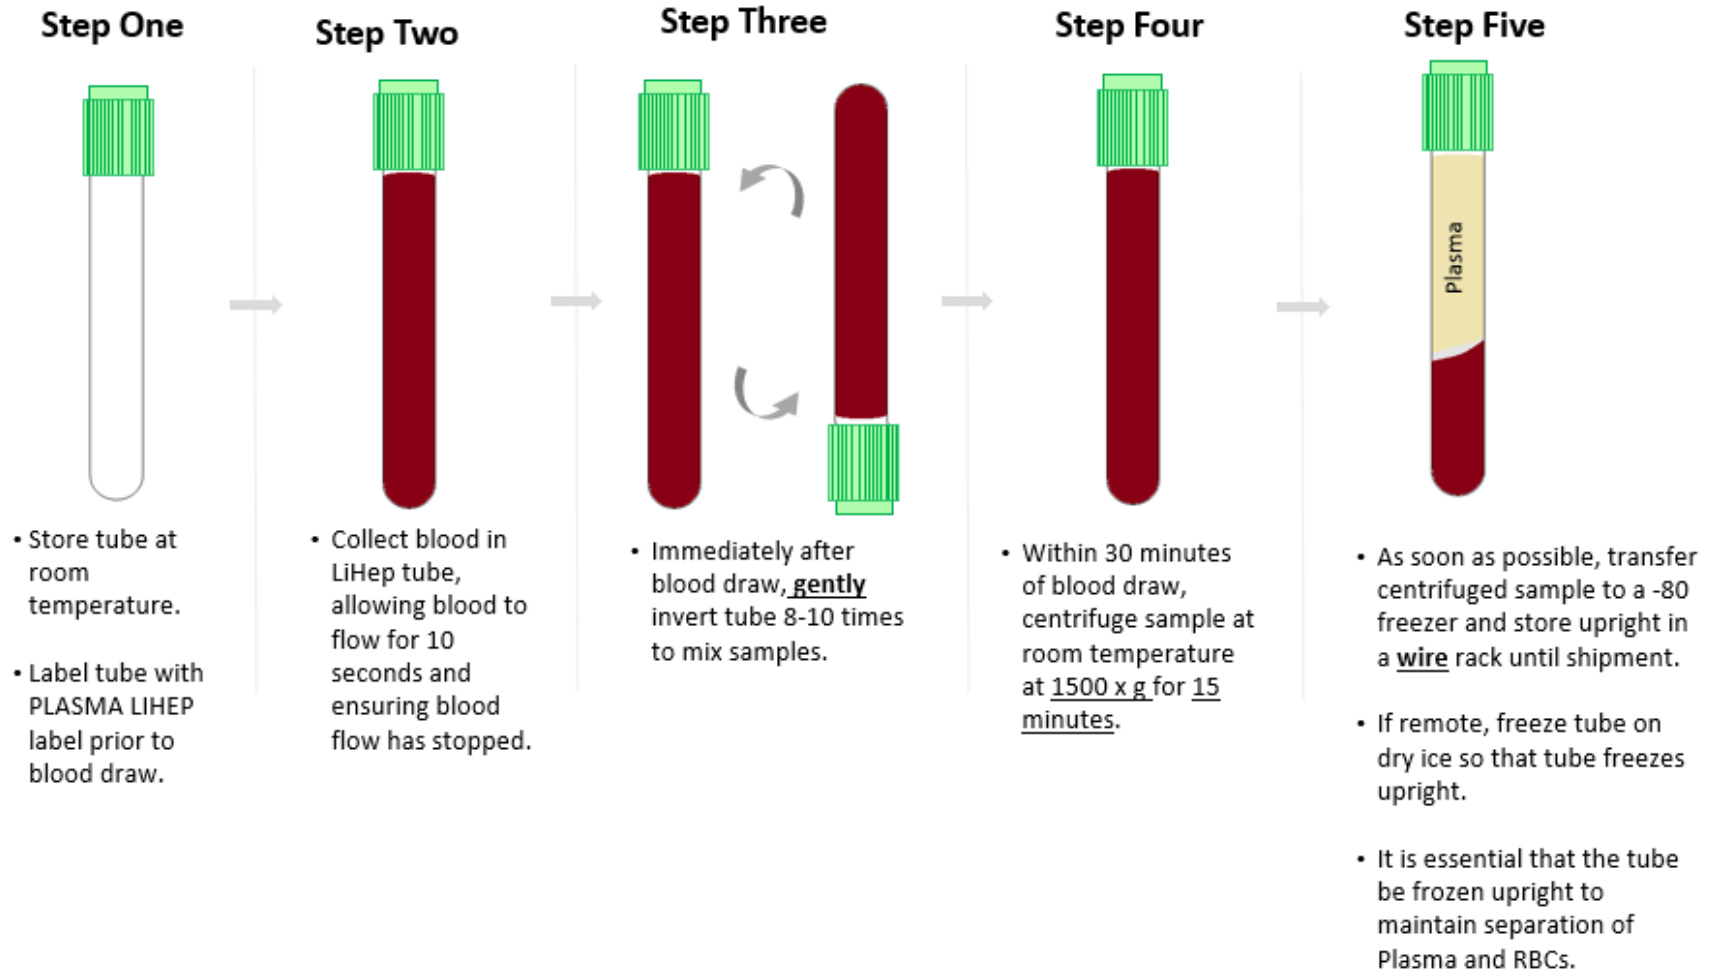 Step One
• Store tube at
room
temperature.
• Label tube with
PLASMA LIHEP
label prior to
blood draw.
Step Two
• Collect blood in
LiHep tube,
allowing blood to
flow for 10
seconds and
ensuring blood
flow has stopped.
Step Three
• Immediately after
blood draw, gently
invert tube 8-10 times
to mix samples.
Step Four
• Within 30 minutes
of blood draw,
centrifuge sample at
room temperature
at 1500 x g for 15
minutes.
Step Five
Plasma
• As soon as possible, transfer
centrifuged sample to a -80
freezer and store upright in
a wire rack until shipment.
• If remote, freeze tube on
dry ice so that tube freezes
upright.
• It is essential that the tube
be frozen upright to
maintain separation of
Plasma and RBCs.